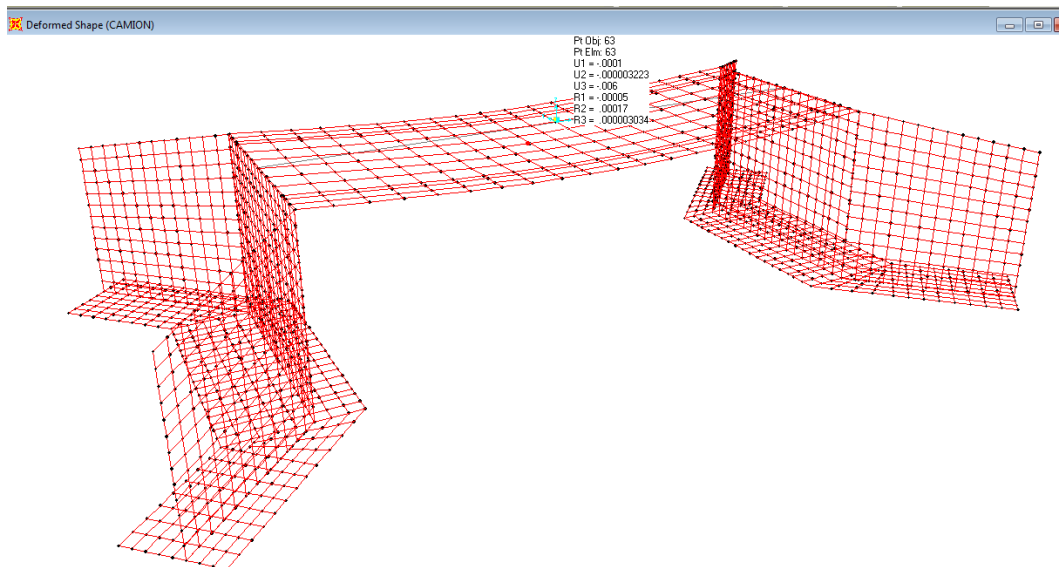 Deformed Shape (CAMION)
Pt Obj: 63
Pt Elm: 63
U1 = -.0001
U2 = -.000003223
U3 = -.006
R1 = -.00005
R2 = .00017
R3 = .000003034